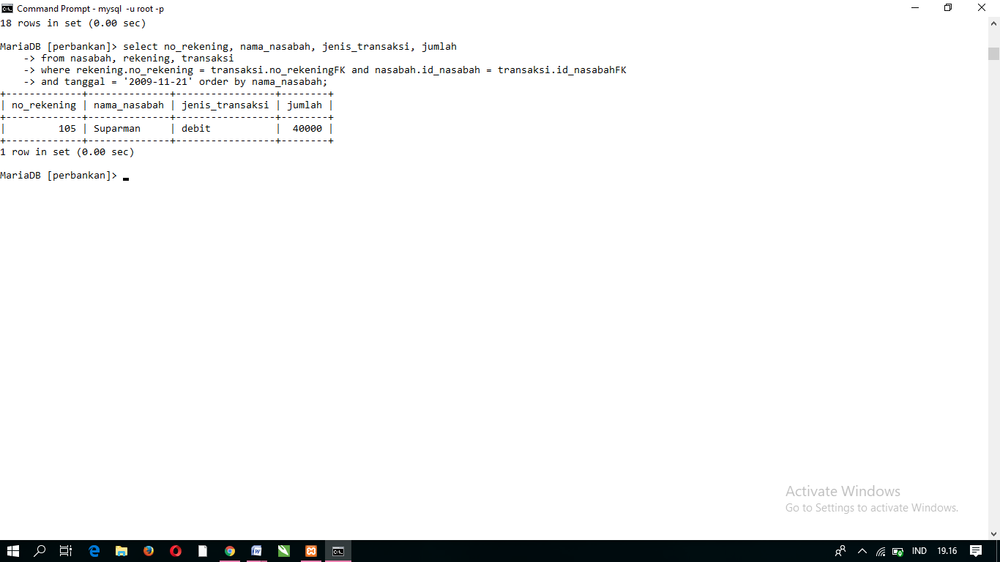 Command Prompt - mysql  -u root -p
18 rows in set (0.00 sec)

MariaDB [perbankan]> select no_rekening, nama_nasabah, jenis_transaksi, jumlah
    -> from nasabah, rekening, transaksi
    -> where rekening.no_rekening = transaksi.no_rekeningFK and nasabah.id_nasabah = transaksi.id_nasabahFK
    -> and tanggal = '2009-11-21' order by nama_nasabah;
+-------------+--------------+-----------------+--------+
| no_rekening | nama_nasabah | jenis_transaksi | jumlah |
+-------------+--------------+-----------------+--------+
|         105 | Suparman     | debit           |  40000 |
+-------------+--------------+-----------------+--------+
1 row in set (0.00 sec)

MariaDB [perbankan]>
Activate Windows
Go to Settings to activate Windows.
IND 19.16